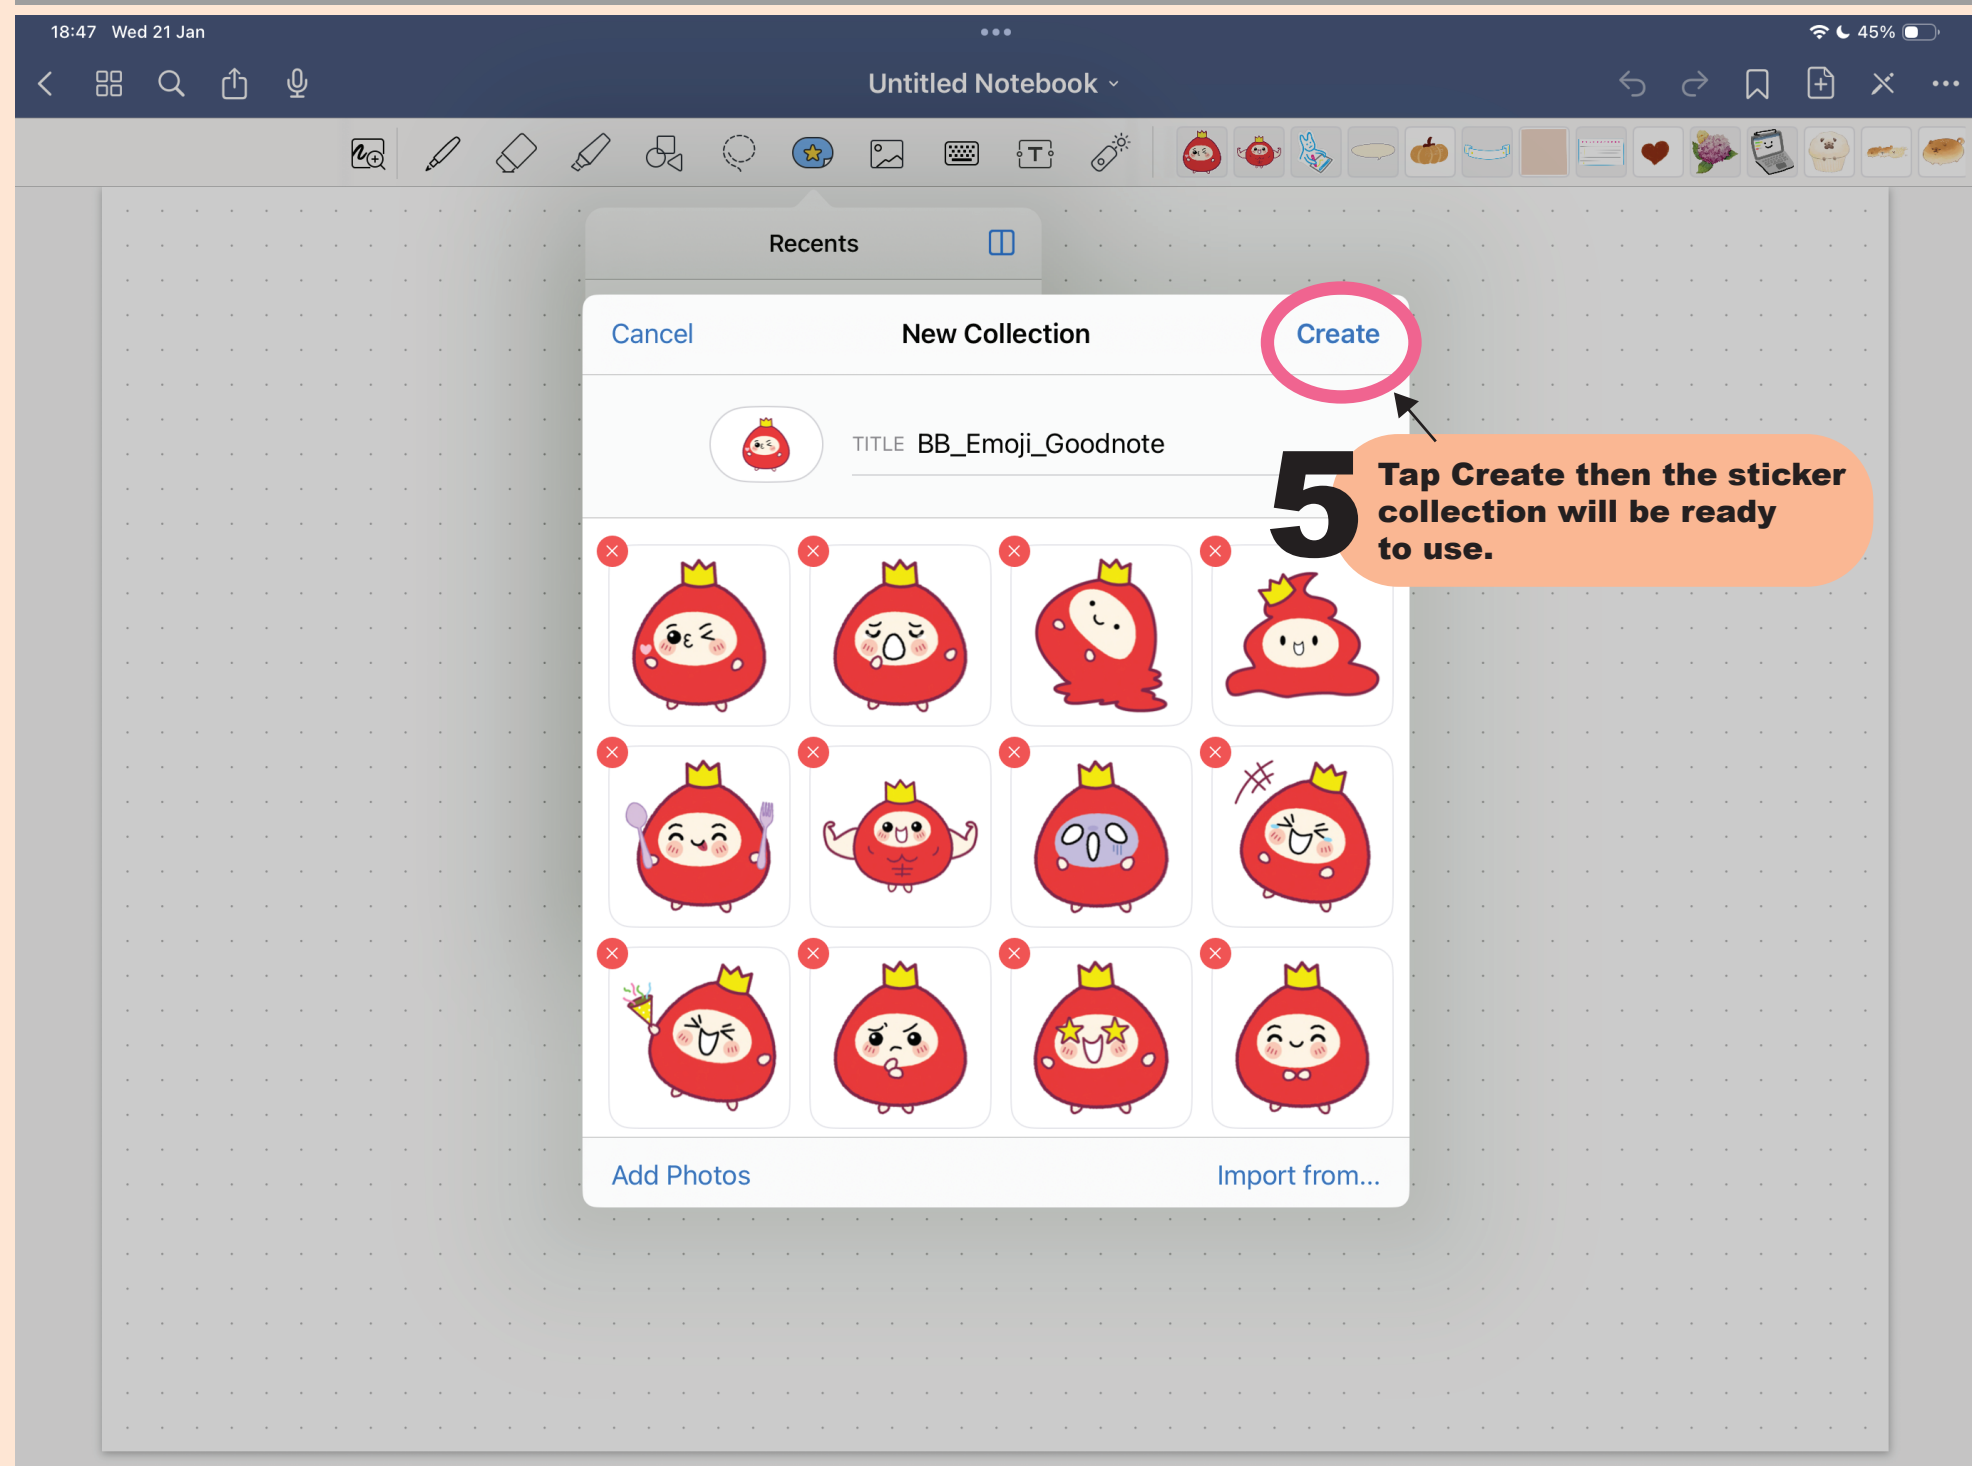 18:47 Wed 21 Jan
45%
Untitled Notebook
T
Recents
Cancel
New Collection
Create
TITLE BB_Emoji_Goodnote
5
Tap Create then the sticker
collection will be ready
to use.
Add Photos
Import from...